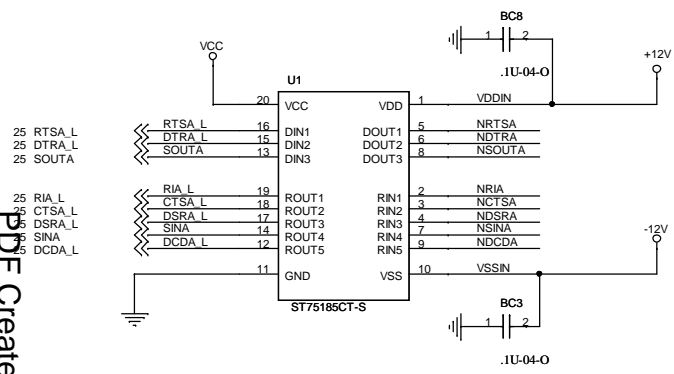 BC8
1 2
VCC
.1U-04-O
+12V
U1
20 VCC VDD 1 VDDIN
25 RTSA_L RTSA_L 16 DIN1 DOUT1 5 NRTSA
25 DTRA_L DTRA_L 15 DIN2 DOUT2 6 NDTRA
25 SOUTA SOUTA 13 DIN3 DOUT3 8 NSOUTA
25 RIA_L RIA_L 19 ROUT1 RIN1 2 NRIA
25 CTSA_L CTSA_L 18 ROUT2 RIN2 3 NCTSA
25 DSRA_L DSRA_L 17 ROUT3 RIN3 4 NDSRA
25 SINA SINA 14 ROUT4 RIN4 7 NSINA
25 DCDA_L DCDA_L 12 ROUT5 RIN5 9 NDCDA
-12V
11 GND VSS 10 VSSIN
ST75185CT-S
BC3
1 2
.1U-04-O
PDF Create